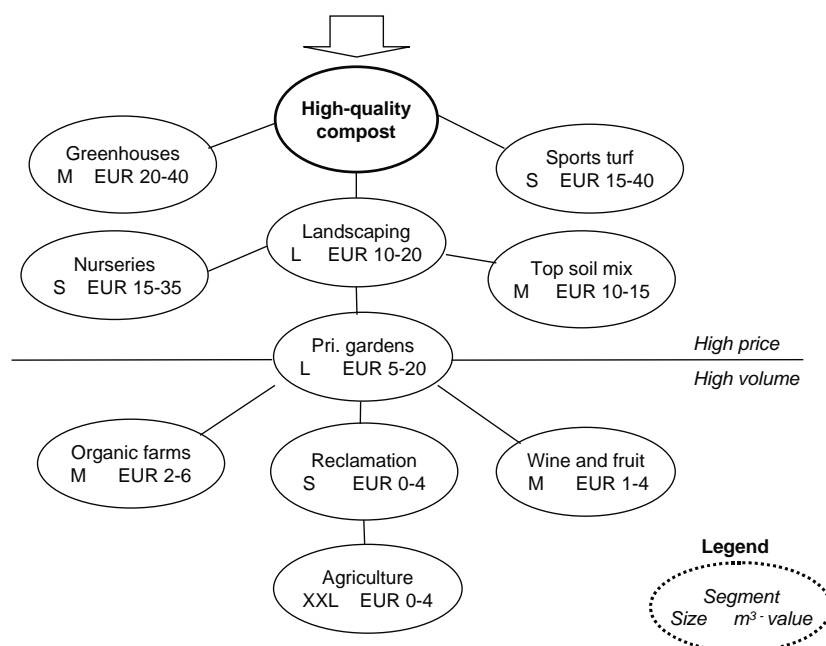 High-quality
compost
Greenhouses
M EUR 20-40
Sports turf
S EUR 15-40
Landscaping
L EUR 10-20
Nurseries
S EUR 15-35
Top soil mix
M EUR 10-15
Pri. gardens
L EUR 5-20
High price
High volume
Organic farms
M EUR 2-6
Reclamation
S EUR 0-4
Wine and fruit
M EUR 1-4
Agriculture
XXL EUR 0-4
Legend
Segment
Size m³- value